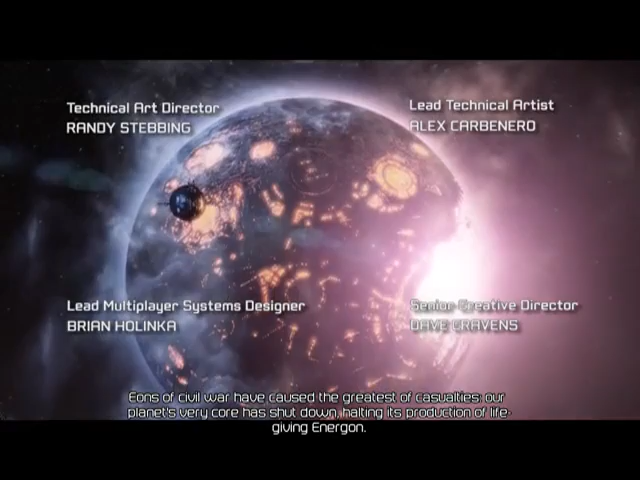 Technical Art Director
RANDY STEBBING
Lead Technical Artist
ALEX CARBENERO
Lead Multiplayer Systems Designer
BRIAN HOLINKA
Senior Creative Director
DAVE CRAVENS
Eons of civil war have caused the greatest of casualties; our
planet's very core has shut down, halting its production of life-
giving Energon.